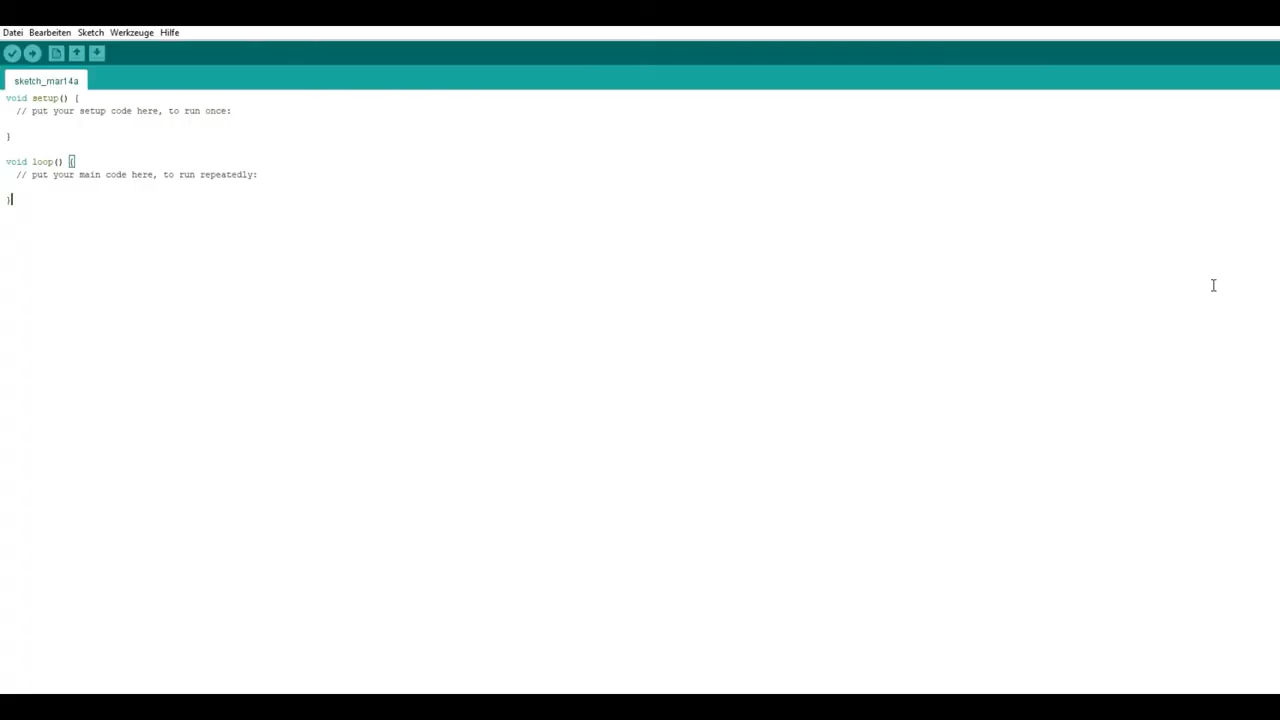 Datei Bearbeiten Sketch Werkzeuge Hilfe
sketch_mar14a
void setup() {
// put your setup code here, to run once:
}
void loop() {
// put your main code here, to run repeatedly:
}